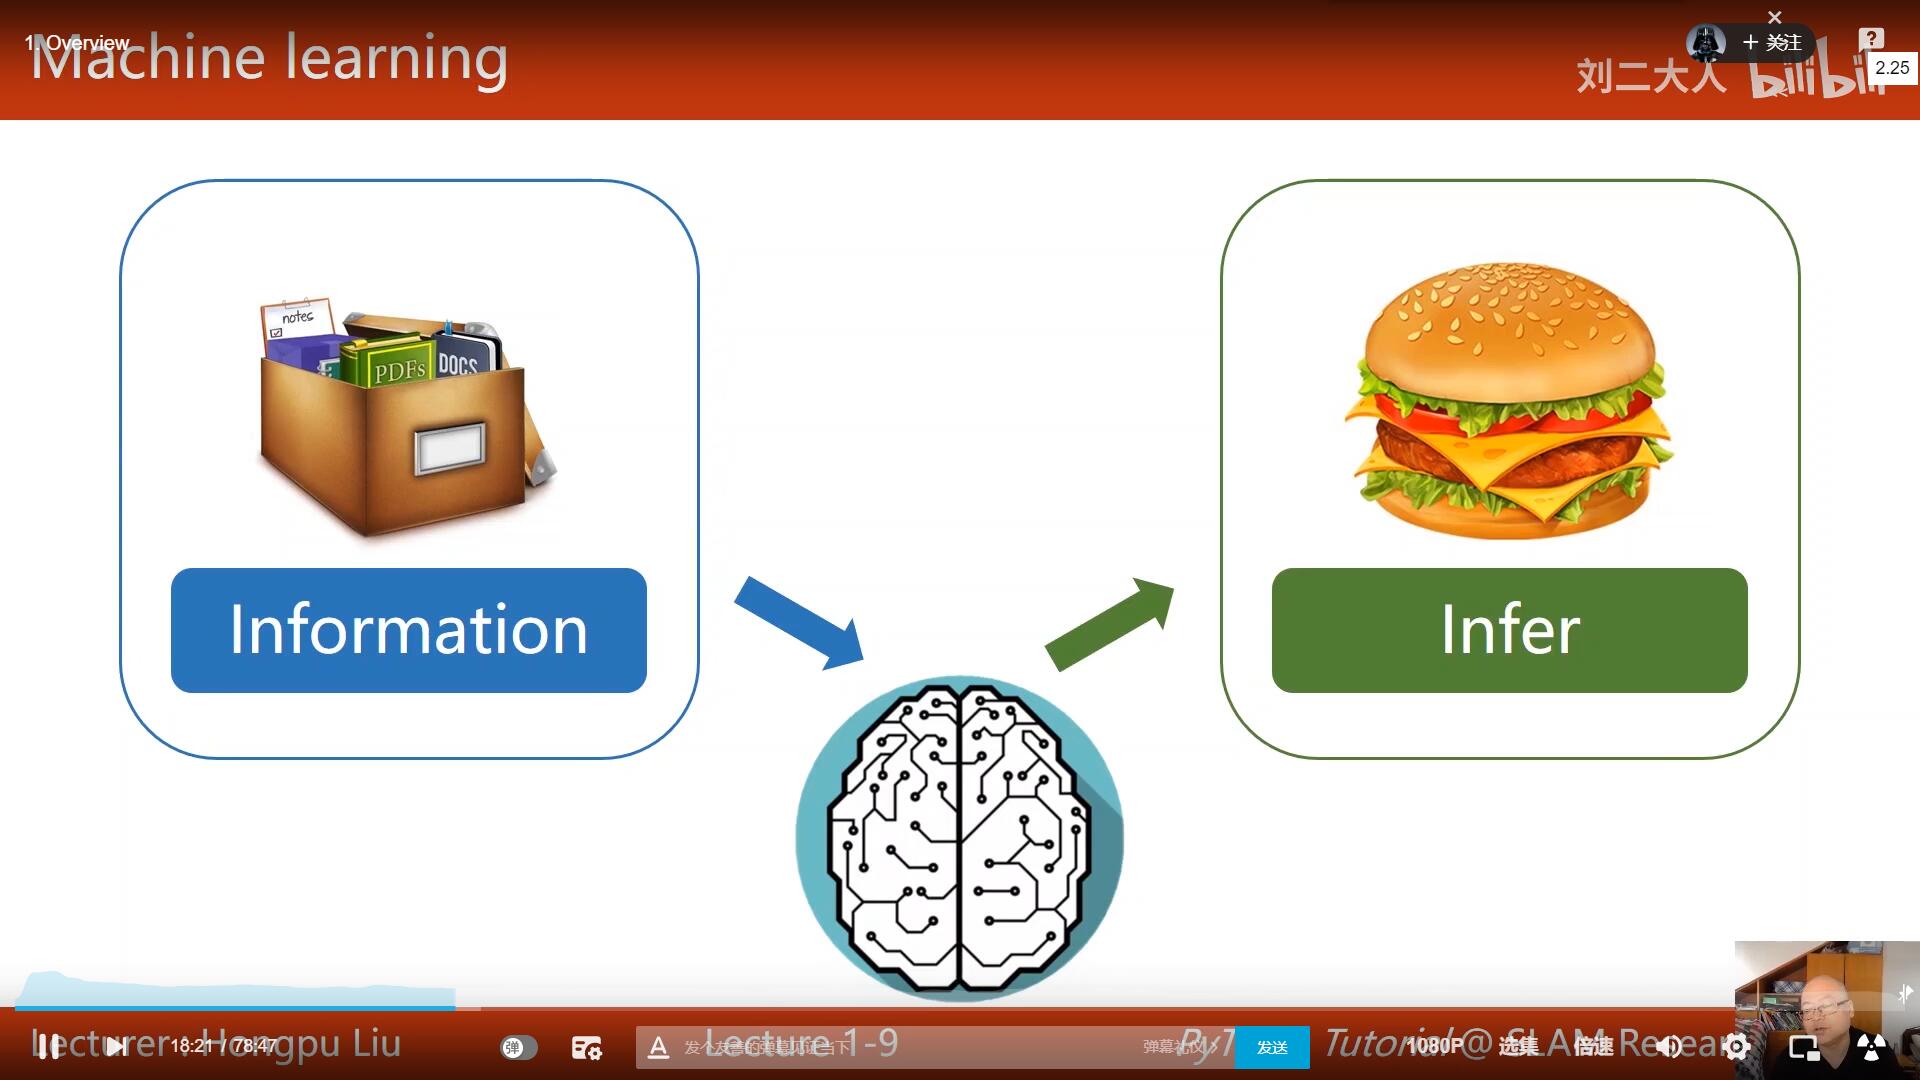 1. Overview
Machine learning
+ 关注
?
刘二大人 bilibili
2.25
notes
PDFs
DOCS
Information
Infer
Lecturer: Hongpu Liu
18:21 / 78:47
弹
Lecture 1-9
发个友善的弹幕见证当下
弹幕礼仪 >
发送
Tutorial @ SLAM Resear
1080P
选集
倍速